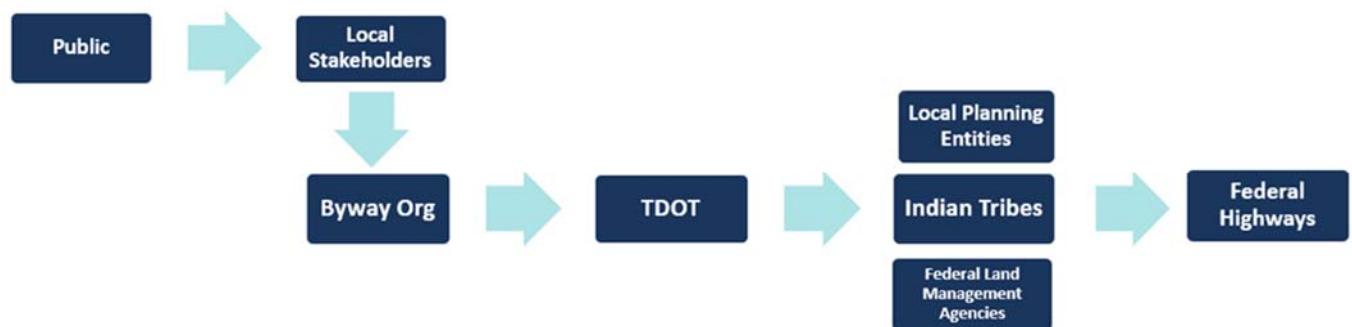 Public
Local
Stakeholders
Byway Org
TDOT
Local Planning
Entities
Indian Tribes
Federal Land
Management
Agencies
Federal
Highways